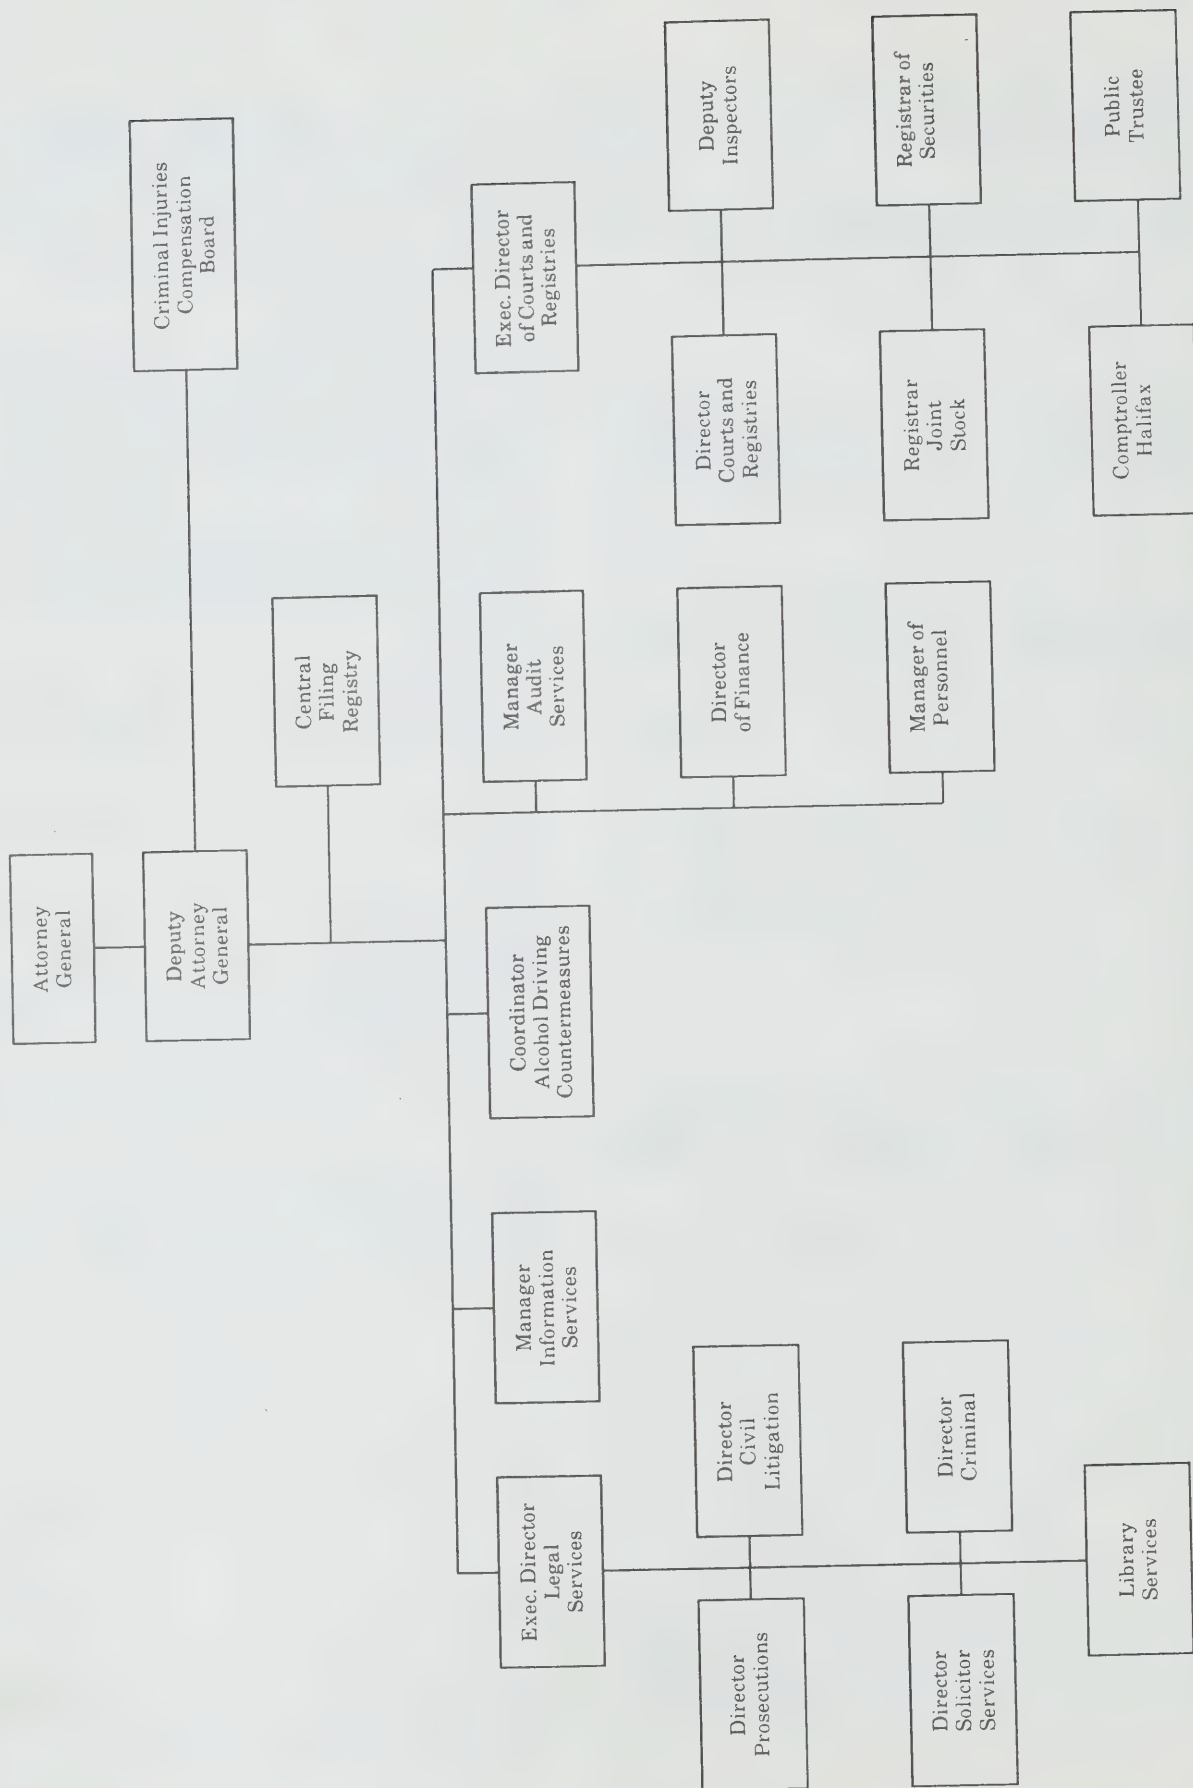 Attorney
General
Deputy
Attorney
General
Criminal Injuries
Compensation
Board
Central
Filing
Registry
Exec. Director
Legal
Services
Manager
Information
Services
Coordinator
Alcohol Driving
Countermeasures
Manager
Audit
Services
Exec. Director
of Courts and
Registries
Director
Prosecutions
Director
Civil
Litigation
Director
of Finance
Director
Courts and
Registries
Deputy
Inspectors
Director
Solicitor
Services
Director
Criminal
Manager of
Personnel
Registrar
Joint
Stock
Registrar of
Securities
Library
Services
Comptroller
Halifax
Public
Trustee